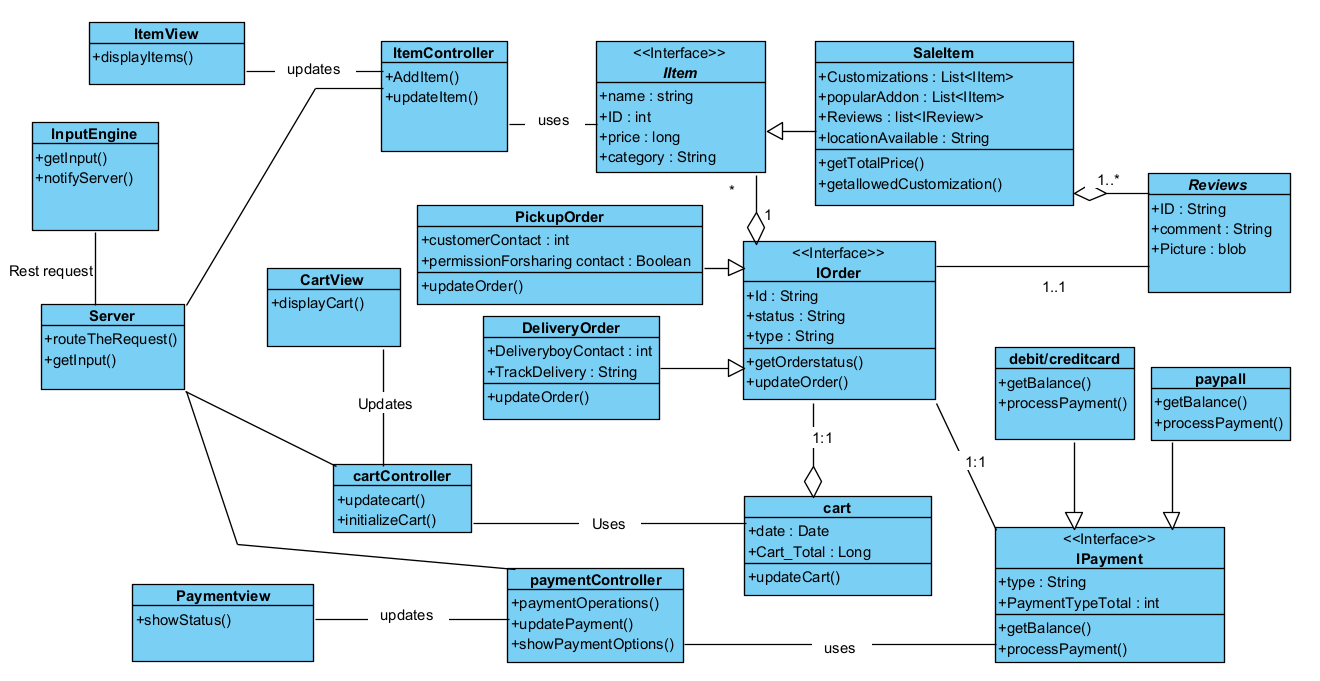 ItemView
+displayItems()
updates
ItemController
+AddItem()
+updateItem()
uses
<<Interface>>
IItem
+name : string
+ID : int
+price : long
+category : String
SaleItem
+Customizations : List<IItem>
+popularAddon : List<IItem>
+Reviews : list<IReview>
+locationAvailable : String
+getTotalPrice()
+getallowedCustomization()
1..*
Reviews
+ID : String
+comment : String
+Picture : blob
InputEngine
+getInput()
+notifyServer()
Rest request
Server
+routeTheRequest()
+getInput()
*
1
PickupOrder
+customerContact : int
+permissionForsharing contact : Boolean
+updateOrder()
<<Interface>>
IOrder
+Id : String
+status : String
+type : String
+getOrderstatus()
+updateOrder()
1..1
CartView
+displayCart()
Updates
DeliveryOrder
+DeliveryboyContact : int
+TrackDelivery : String
+updateOrder()
debit/creditcard
+getBalance()
+processPayment()
paypall
+getBalance()
+processPayment()
1:1
1:1
cartController
+updatecart()
+initializeCart()
Uses
cart
+date : Date
+Cart_Total : Long
+updateCart()
<<Interface>>
IPayment
+type : String
+PaymentTypeTotal : int
+getBalance()
+processPayment()
Paymentview
+showStatus()
updates
paymentController
+paymentOperations()
+updatePayment()
+showPaymentOptions()
uses